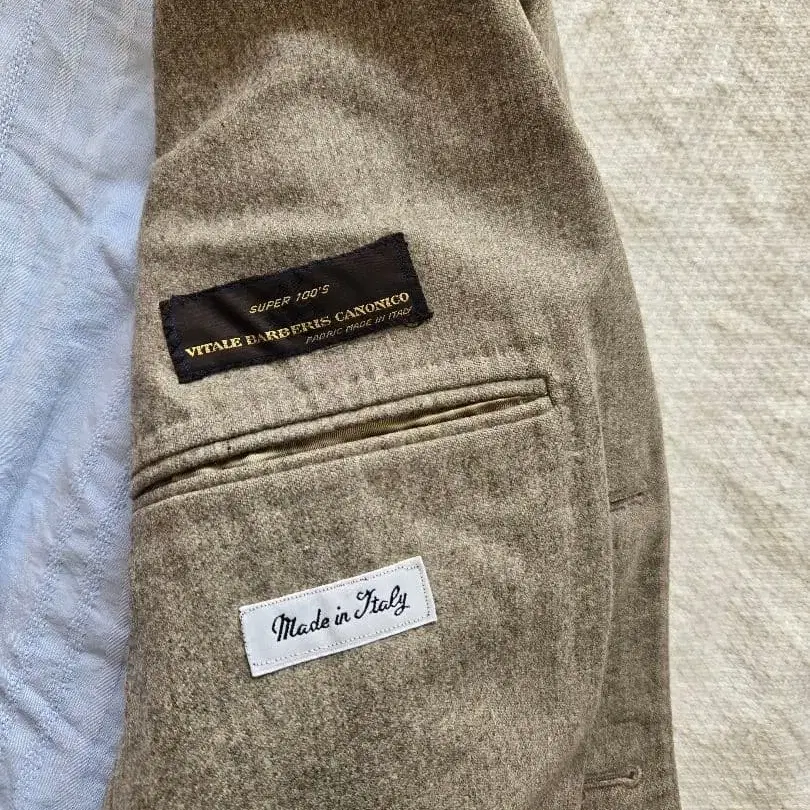 SUPER 100'S
VITALE BARBERIS CANONICO
FABRIC MADE IN ITALY
Made in Italy